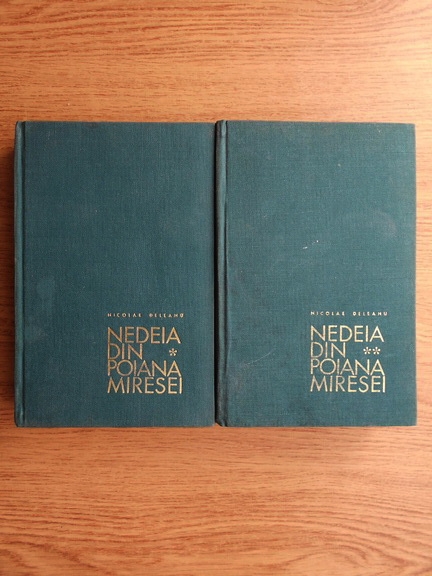 NICOLAE DELEANU
NEDEIA
DIN *
POIANA
MIRESEI
NICOLAE DELEANU
NEDEIA
DIN **
POIANA
MIRESEI